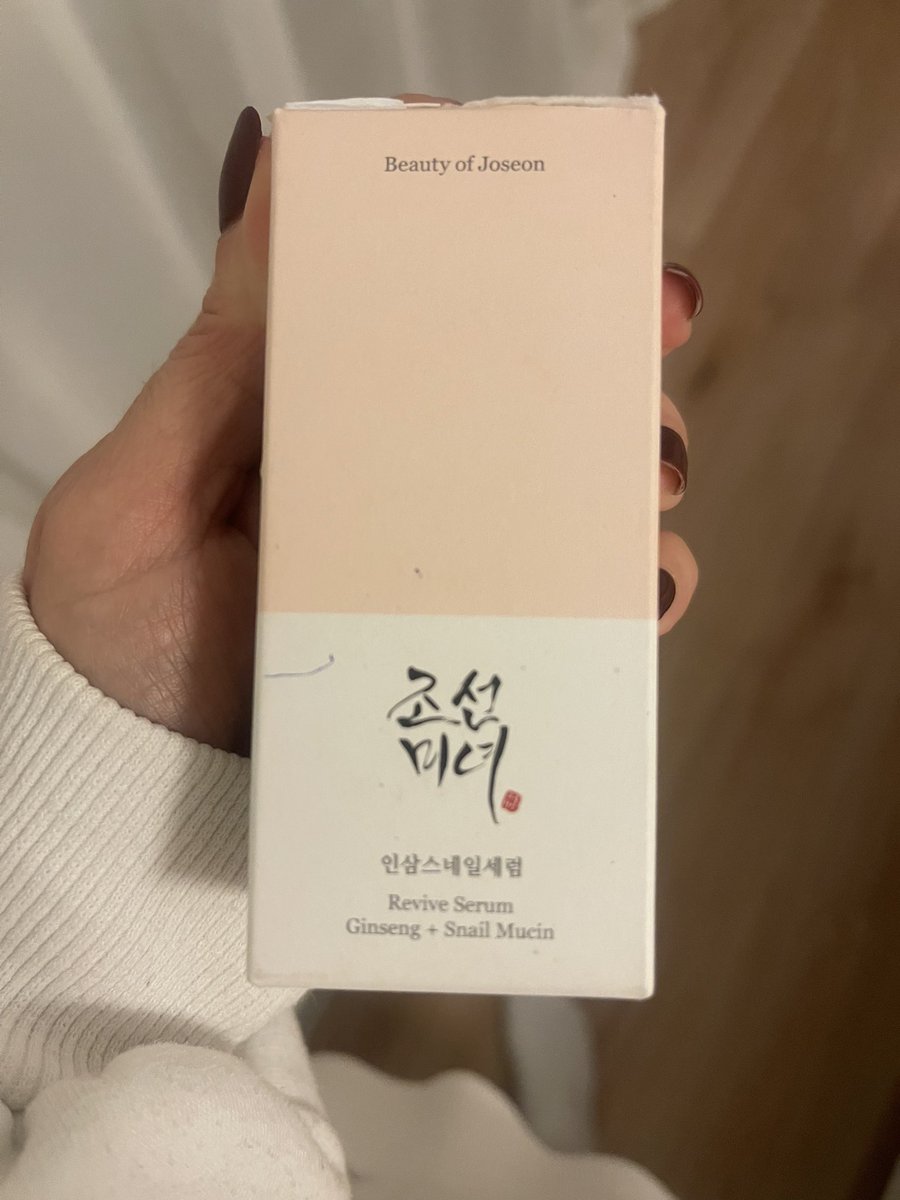 Beauty of Joseon
조선
미녀
인삼스네일세럼
Revive Serum
Ginseng + Snail Mucin